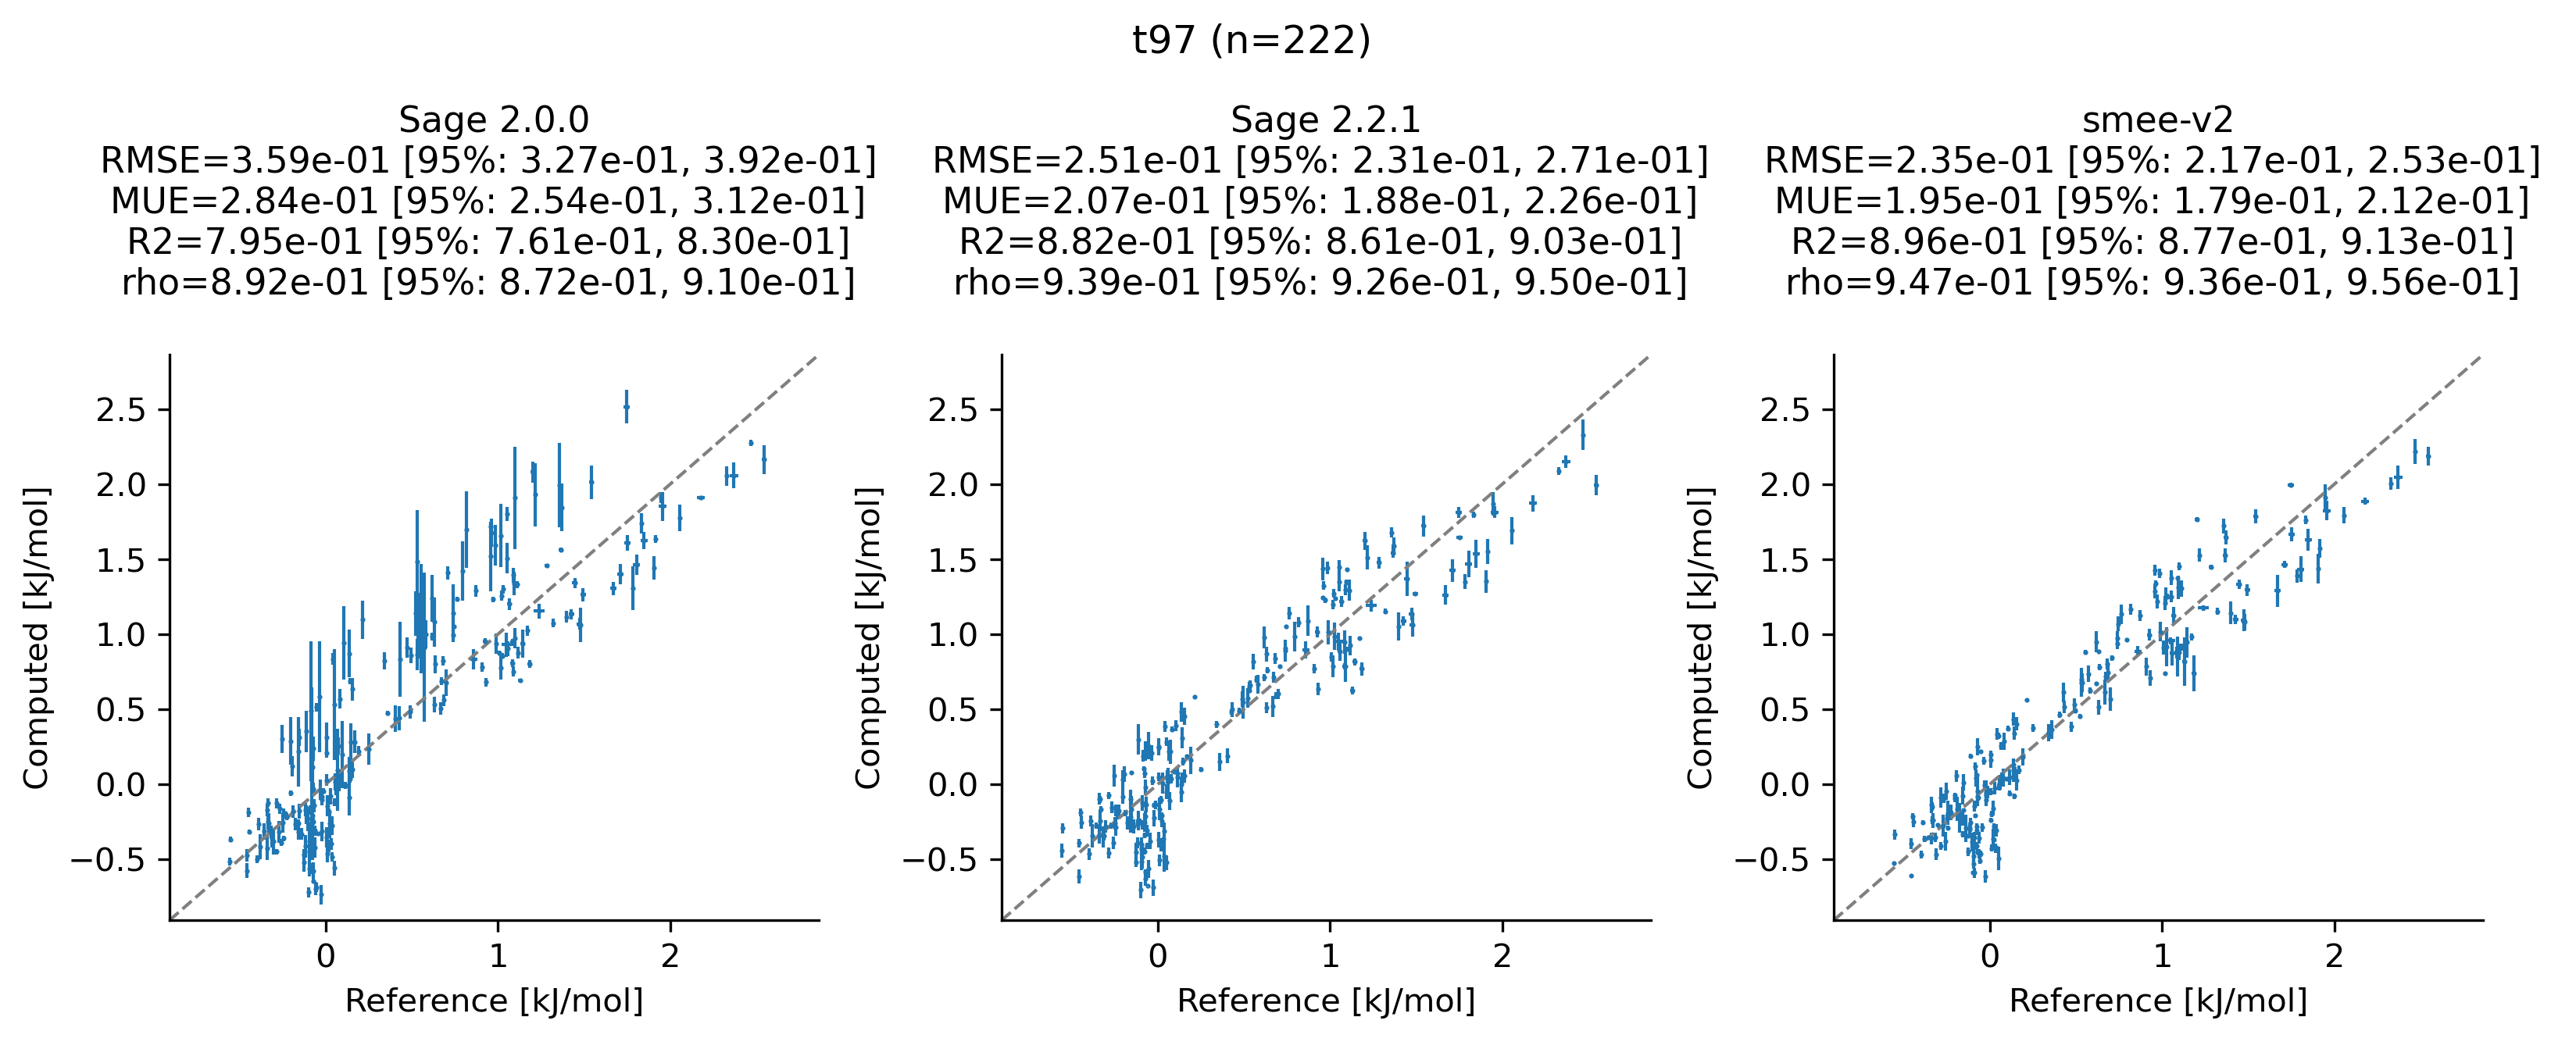 t97 (n=222)
Sage 2.0.0
RMSE=3.59e-01 [95%: 3.27e-01, 3.92e-01]
MUE=2.84e-01 [95%: 2.54e-01, 3.12e-01]
R2=7.95e-01 [95%: 7.61e-01, 8.30e-01]
rho=8.92e-01 [95%: 8.72e-01, 9.10e-01]
2.5
2.0
1.5
1.0
0.5
0.0
−0.5
Computed [kJ/mol]
0 1 2
Reference [kJ/mol]
Sage 2.2.1
RMSE=2.51e-01 [95%: 2.31e-01, 2.71e-01]
MUE=2.07e-01 [95%: 1.88e-01, 2.26e-01]
R2=8.82e-01 [95%: 8.61e-01, 9.03e-01]
rho=9.39e-01 [95%: 9.26e-01, 9.50e-01]
2.5
2.0
1.5
1.0
0.5
0.0
−0.5
Computed [kJ/mol]
0 1 2
Reference [kJ/mol]
smee-v2
RMSE=2.35e-01 [95%: 2.17e-01, 2.53e-01]
MUE=1.95e-01 [95%: 1.79e-01, 2.12e-01]
R2=8.96e-01 [95%: 8.77e-01, 9.13e-01]
rho=9.47e-01 [95%: 9.36e-01, 9.56e-01]
2.5
2.0
1.5
1.0
0.5
0.0
−0.5
Computed [kJ/mol]
0 1 2
Reference [kJ/mol]